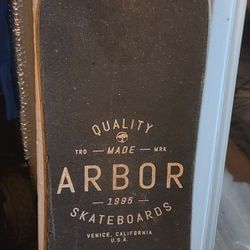 QUALITY
TRD — MADE — MRK
ARBOR
— 1995 —
SKATEBOARDS
VENICE, CALIFORNIA
U.S.A.